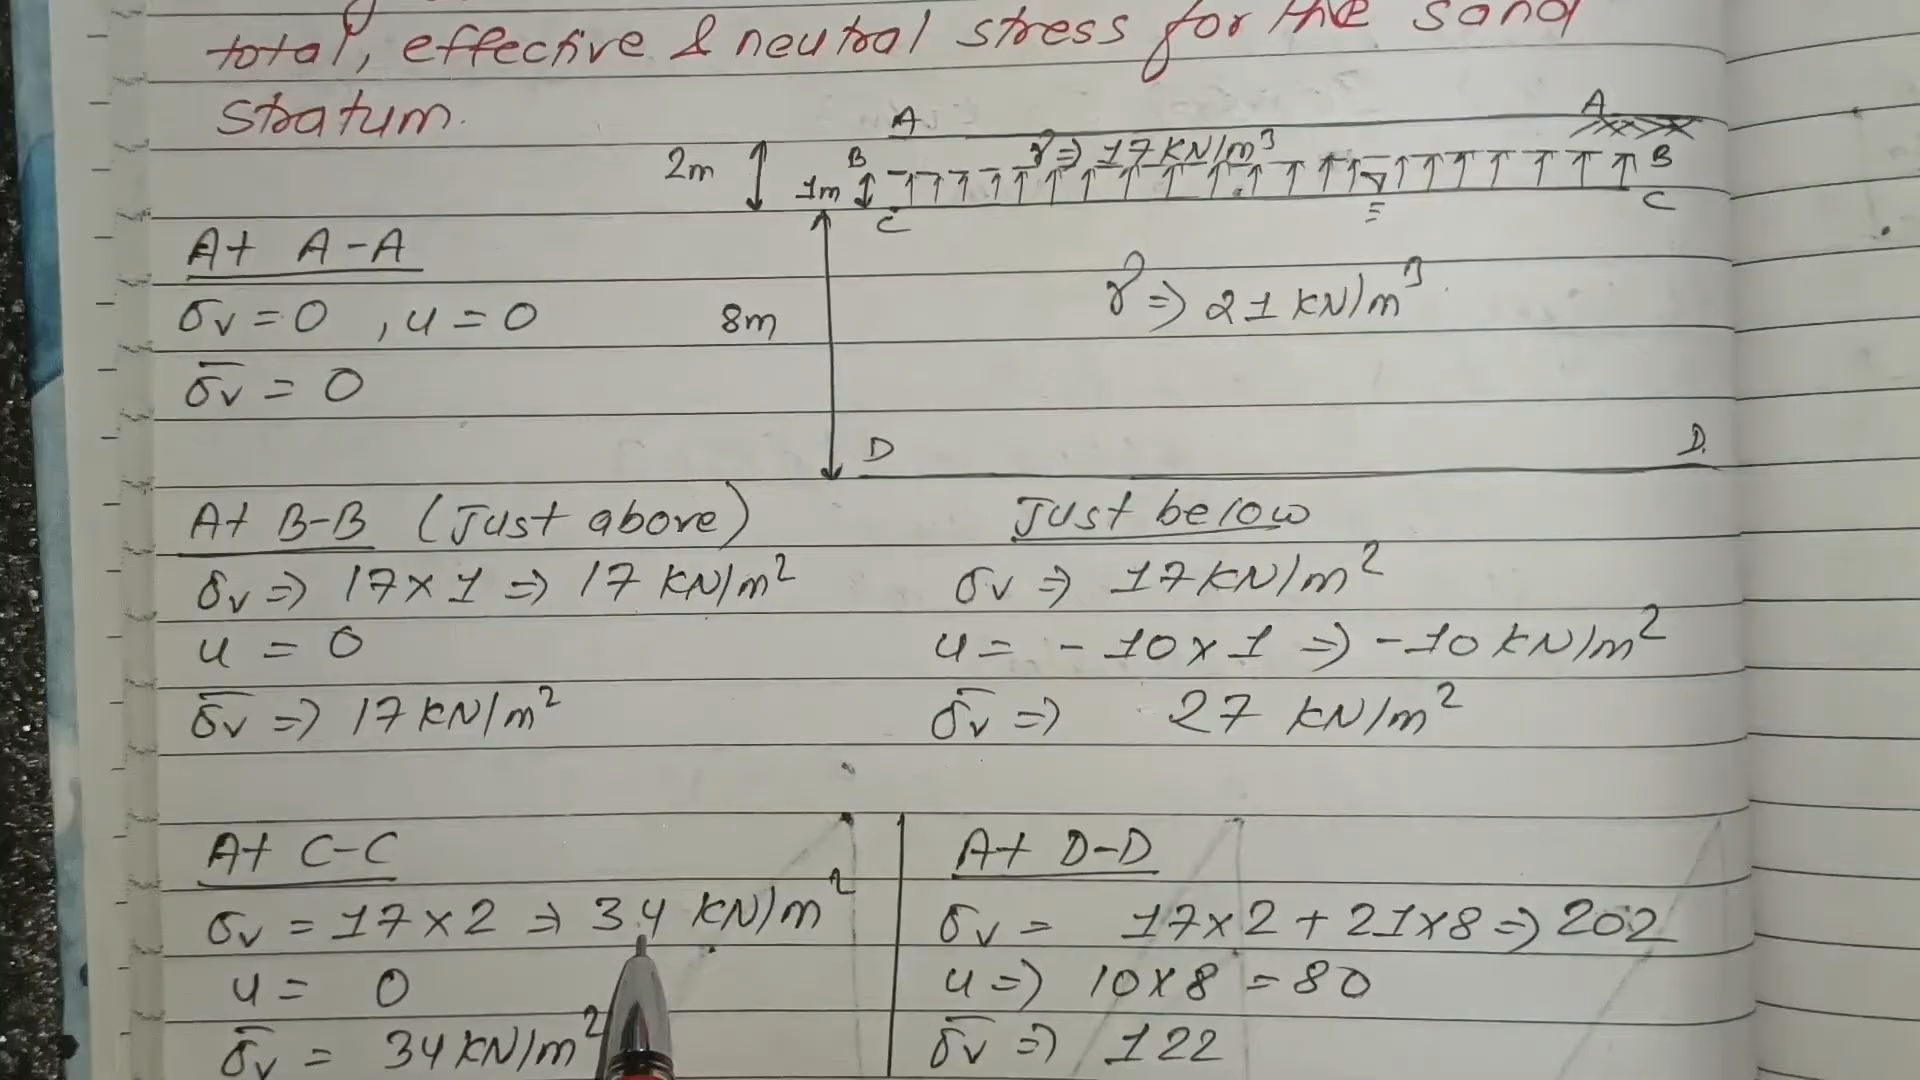 total, effective & neutral stress for the sand
stratum.
A A
2m B γ => 17 KN/m³ B
1m
C C
At A-A
γ => 21 KN/m³
σv = 0 , u = 0 8m
σ̅v = 0
D D.
At B-B (Just above) Just below
σv => 17×1 => 17 KN/m² σv => 17KN/m²
u = 0 u = - 10×1 => -10 KN/m²
σ̅v => 17 KN/m² σ̅v => 27 KN/m²
At C-C At D-D
σv = 17×2 => 34 KN/m² σv = 17×2 + 21×8 => 202
u = 0 u => 10×8 = 80
σ̅v = 34 KN/m² σ̅v => 122